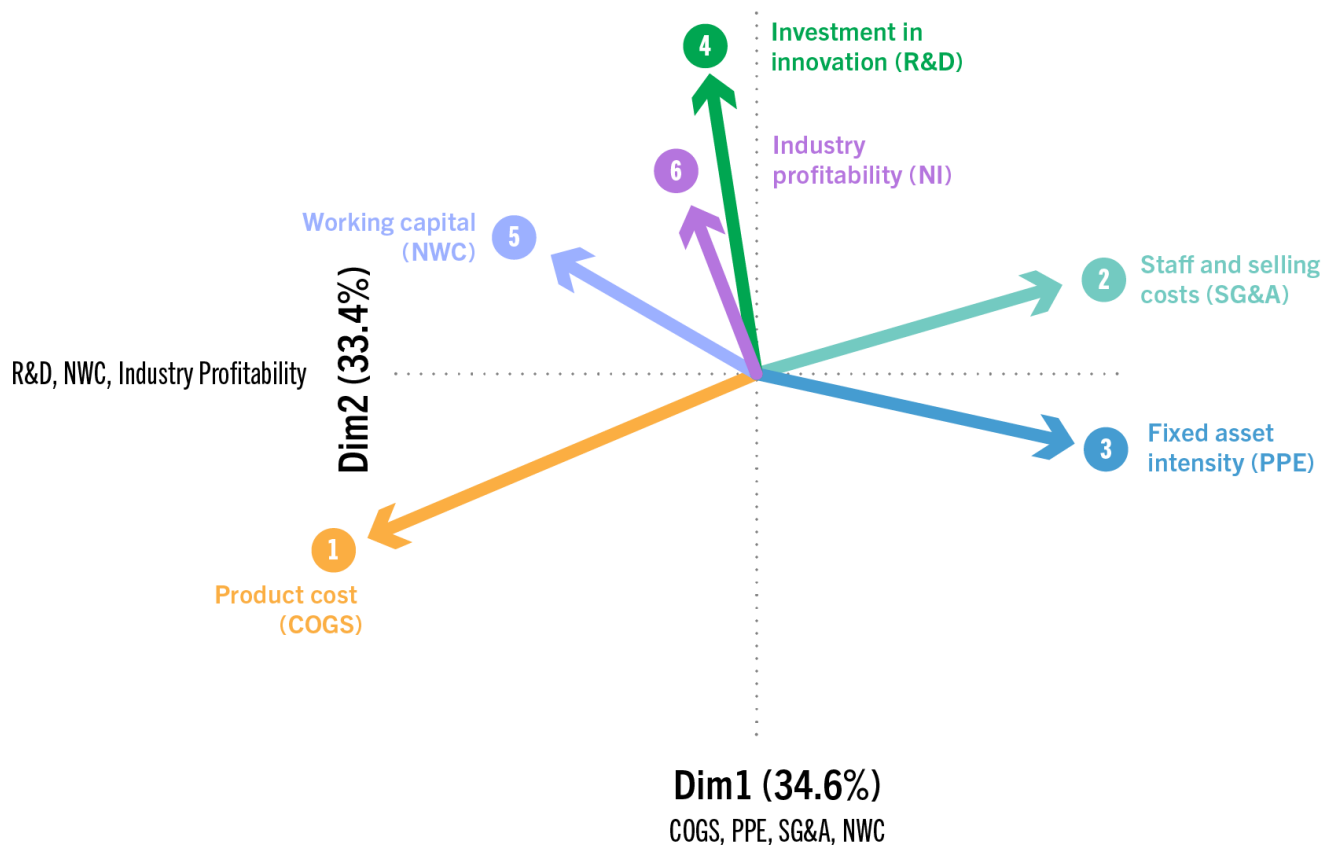 4
Investment in
innovation (R&D)
6
Industry
profitability (NI)
Working capital
(NWC)
5
2
Staff and selling
costs (SG&A)
R&D, NWC, Industry Profitability
Dim2 (33.4%)
3
Fixed asset
intensity (PPE)
1
Product cost
(COGS)
Dim1 (34.6%)
COGS, PPE, SG&A, NWC